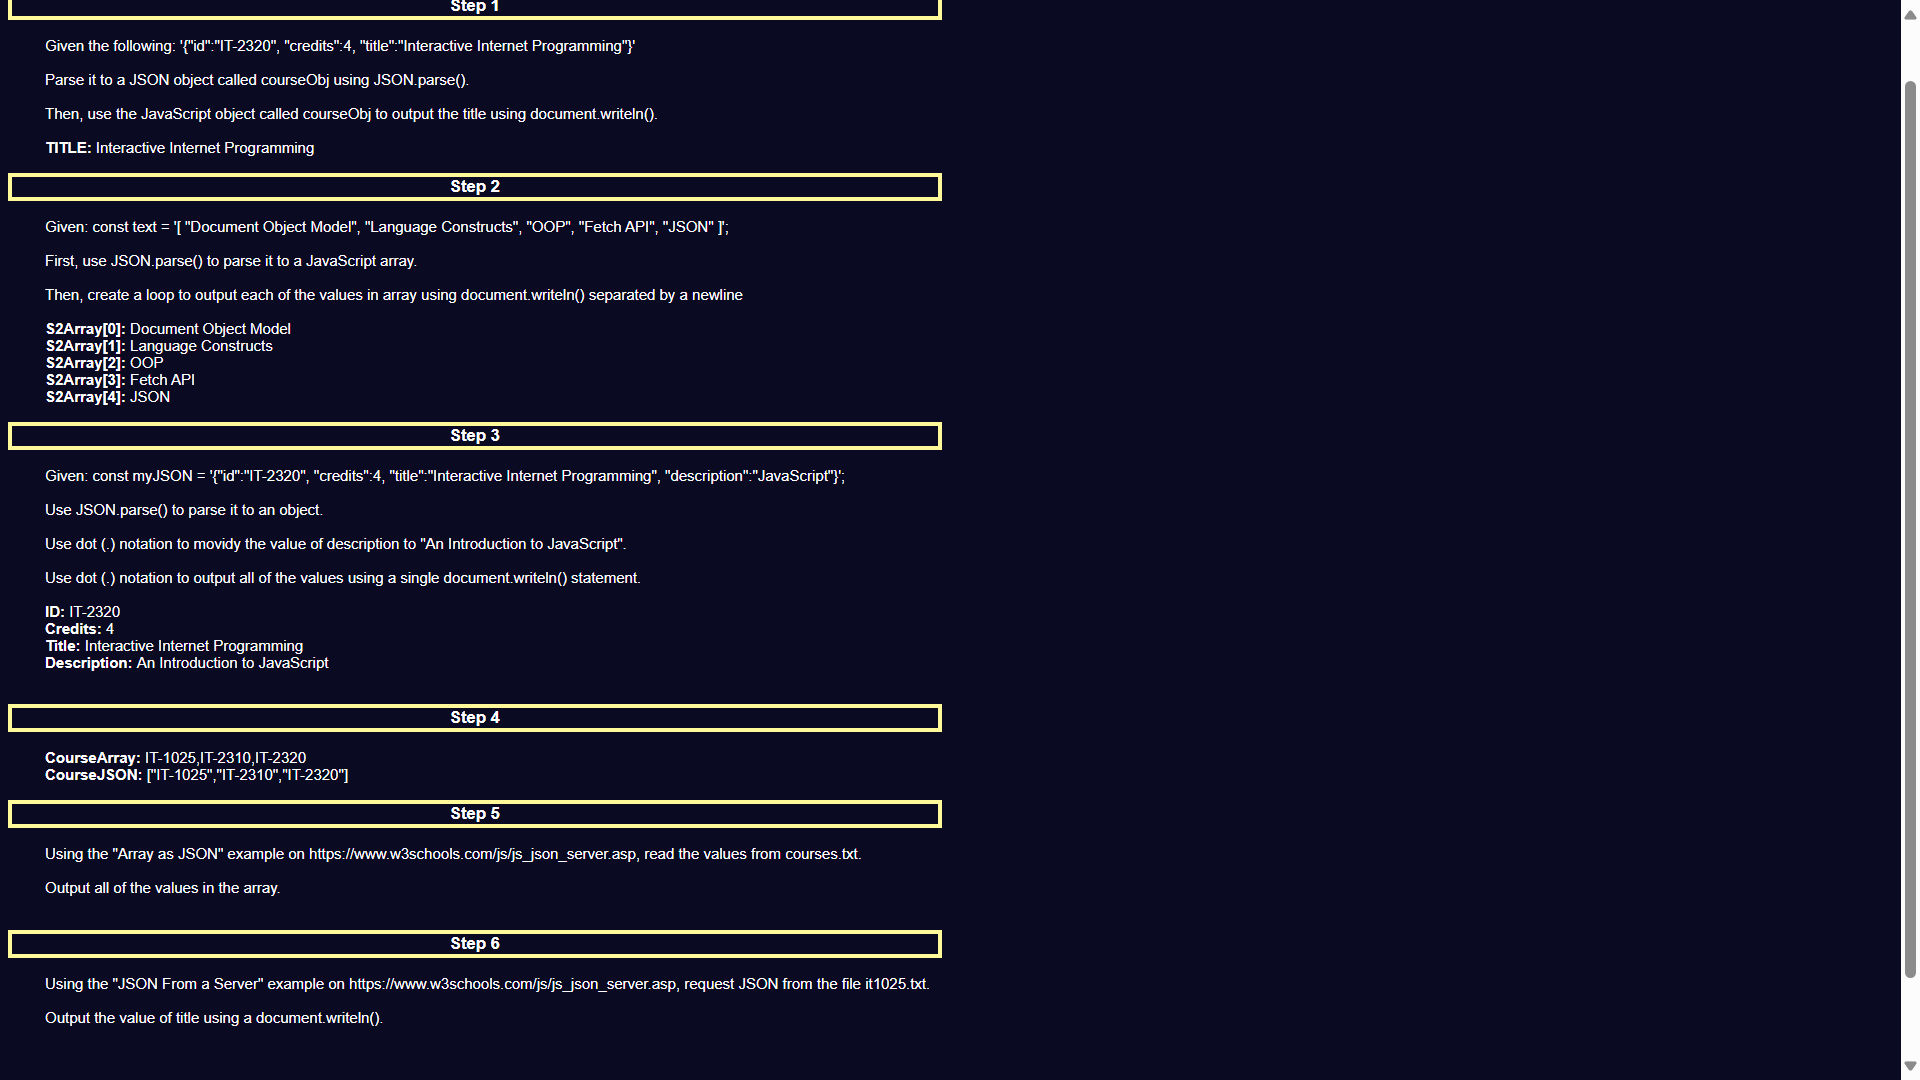 Step 1
Given the following: '{"id":"IT-2320", "credits":4, "title":"Interactive Internet Programming"}'
Parse it to a JSON object called courseObj using JSON.parse().
Then, use the JavaScript object called courseObj to output the title using document.writeln().
TITLE: Interactive Internet Programming
Step 2
Given: const text = '[ "Document Object Model", "Language Constructs", "OOP", "Fetch API", "JSON" ]';
First, use JSON.parse() to parse it to a JavaScript array.
Then, create a loop to output each of the values in array using document.writeln() separated by a newline
S2Array[0]: Document Object Model
S2Array[1]: Language Constructs
S2Array[2]: OOP
S2Array[3]: Fetch API
S2Array[4]: JSON
Step 3
Given: const myJSON = '{"id":"IT-2320", "credits":4, "title":"Interactive Internet Programming", "description":"JavaScript"}';
Use JSON.parse() to parse it to an object.
Use dot (.) notation to movidy the value of description to "An Introduction to JavaScript".
Use dot (.) notation to output all of the values using a single document.writeln() statement.
ID: IT-2320
Credits: 4
Title: Interactive Internet Programming
Description: An Introduction to JavaScript
Step 4
CourseArray: IT-1025,IT-2310,IT-2320
CourseJSON: ["IT-1025","IT-2310","IT-2320"]
Step 5
Using the "Array as JSON" example on https://www.w3schools.com/js/js_json_server.asp, read the values from courses.txt.
Output all of the values in the array.
Step 6
Using the "JSON From a Server" example on https://www.w3schools.com/js/js_json_server.asp, request JSON from the file it1025.txt.
Output the value of title using a document.writeln().